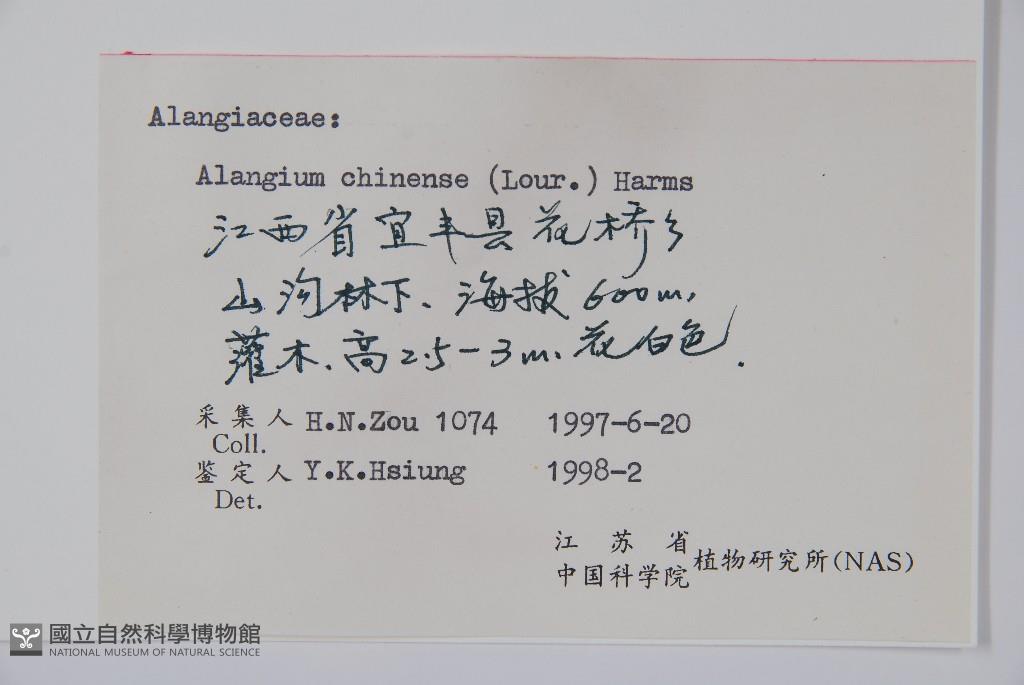 Alangiaceae:
Alangium chinense (Lour.) Harms
江西省宜丰县花桥乡
山沟林下、海拔600m,
灌木、高2.5-3m、花白色.
采集人 H.N.Zou 1074 1997-6-20
Coll.
鉴定人 Y.K.Hsiung 1998-2
Det.
江苏省
中国科学院 植物研究所(NAS)
國立自然科學博物館
NATIONAL MUSEUM OF NATURAL SCIENCE